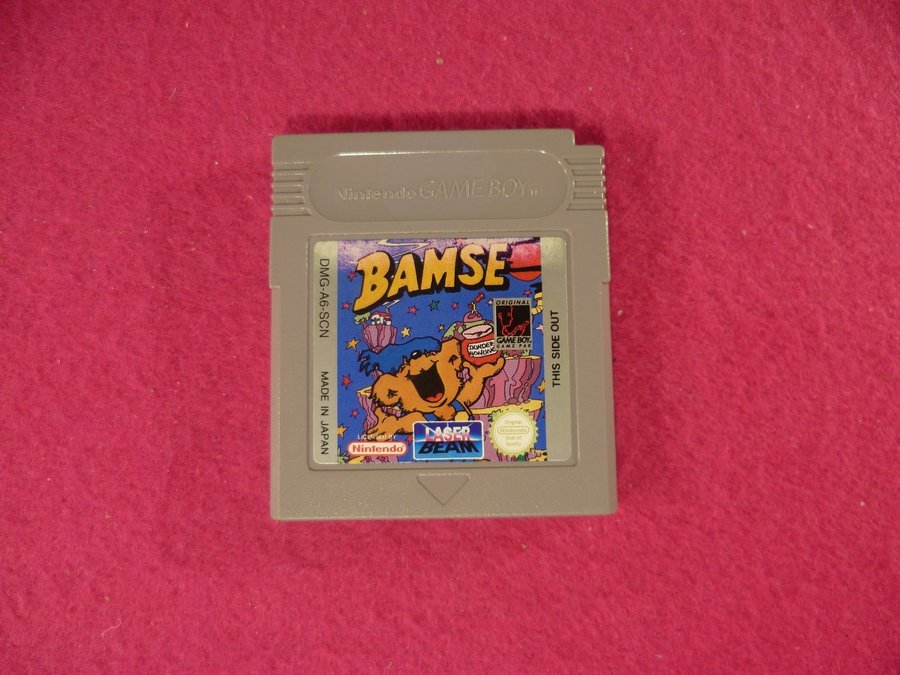 Nintendo GAME BOY
TM
BAMSE
DMG-A6-SCN
MADE IN JAPAN
ORIGINAL
GAME BOY
GAME PAK
THIS SIDE OUT
DUNDER
HONUNG
LICENSED BY
Nintendo
LASER
BEAM
Original
Nintendo
Seal of
Quality